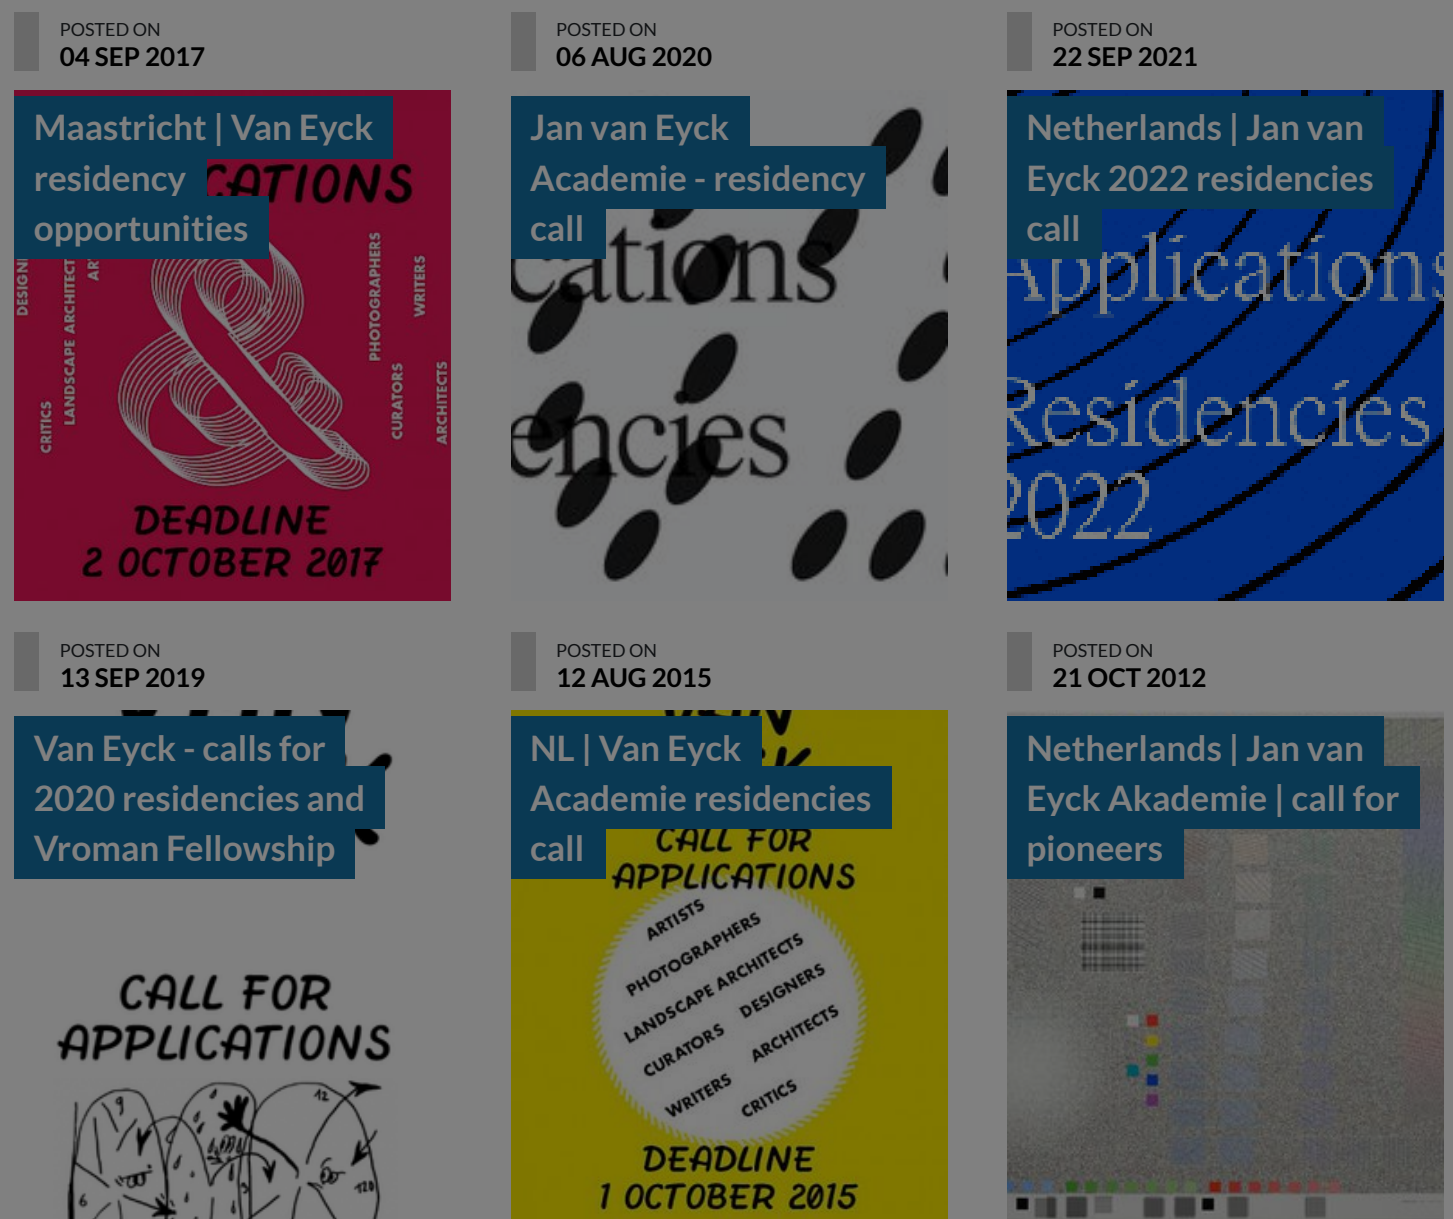 POSTED ON
04 SEP 2017
Maastricht | Van Eyck
residency
opportunities
CATIONS
LANDSCAPE ARCHITECT
CRITICS
PHOTOGRAPHERS
WRITERS
CURATORS
ARCHITECTS
DEADLINE
2 OCTOBER 2017
POSTED ON
06 AUG 2020
Jan van Eyck
Academie - residency
call
cations
encies
POSTED ON
22 SEP 2021
Netherlands | Jan van
Eyck 2022 residencies
call
Applications
Residencies
2022
POSTED ON
13 SEP 2019
Van Eyck - calls for
2020 residencies and
Vroman Fellowship
CALL FOR
APPLICATIONS
9
12
6
3
120
POSTED ON
12 AUG 2015
NL | Van Eyck
Academie residencies
call
CALL FOR
APPLICATIONS
ARTISTS
PHOTOGRAPHERS
LANDSCAPE ARCHITECTS
DESIGNERS
CURATORS
ARCHITECTS
WRITERS
CRITICS
DEADLINE
1 OCTOBER 2015
POSTED ON
21 OCT 2012
Netherlands | Jan van
Eyck Akademie | call for
pioneers